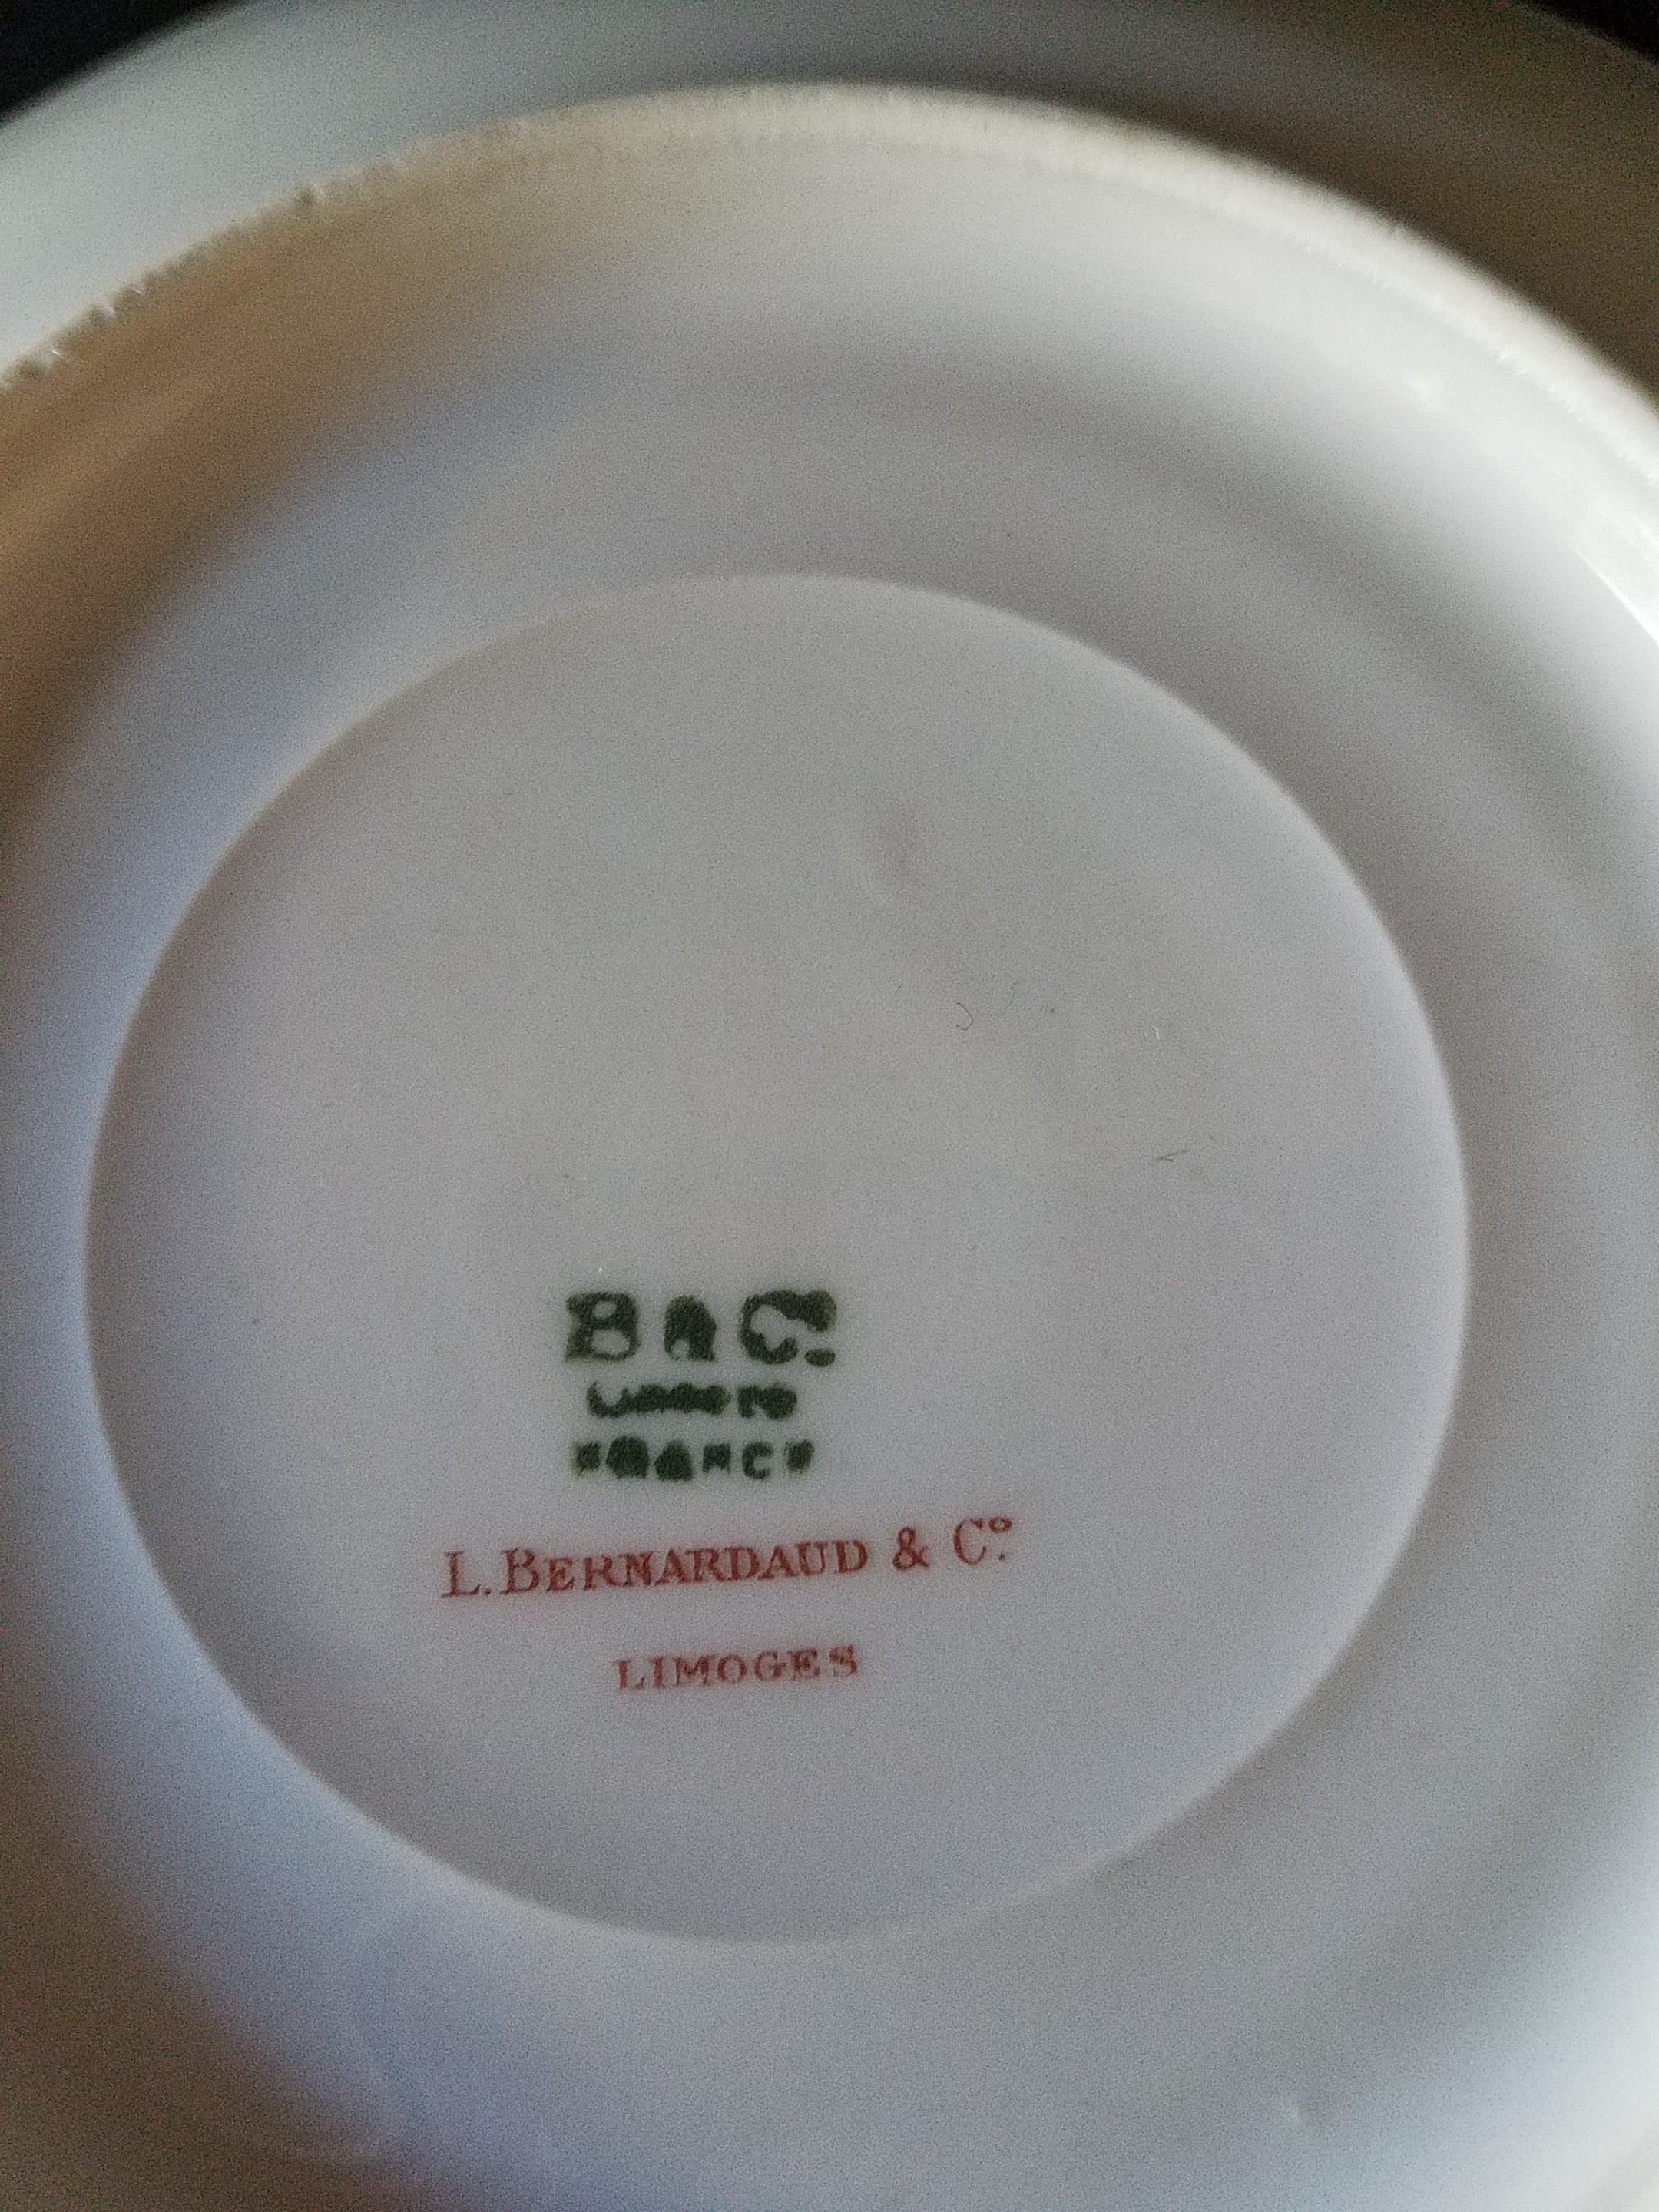 B & Co.
LIMOGES
FRANCE
L. BERNARDAUD & Cº
LIMOGES